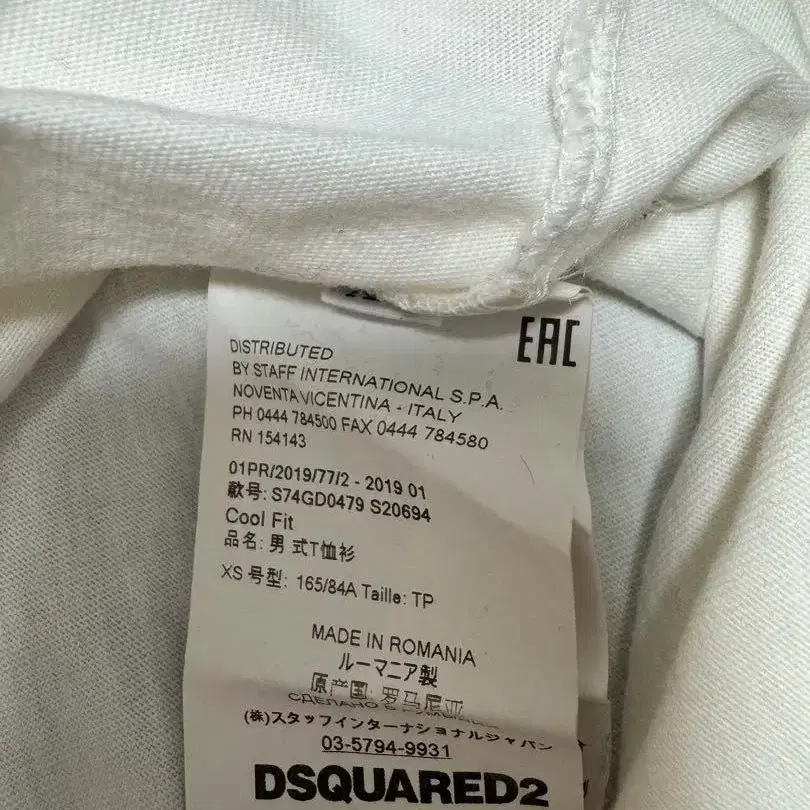 EAC
DISTRIBUTED
BY STAFF INTERNATIONAL S.P.A.
NOVENTA VICENTINA - ITALY
PH 0444 784500 FAX 0444 784580
RN 154143
01PR/2019/77/2 - 2019 01
款号: S74GD0479 S20694
Cool Fit
品名: 男 式T恤衫
XS 号型: 165/84A Taille: TP
MADE IN ROMANIA
ルーマニア製
原产国: 罗马尼亚
СДЕЛАНО В
(株)スタッフインターナショナルジャパン
03-5794-9931
DSQUARED2